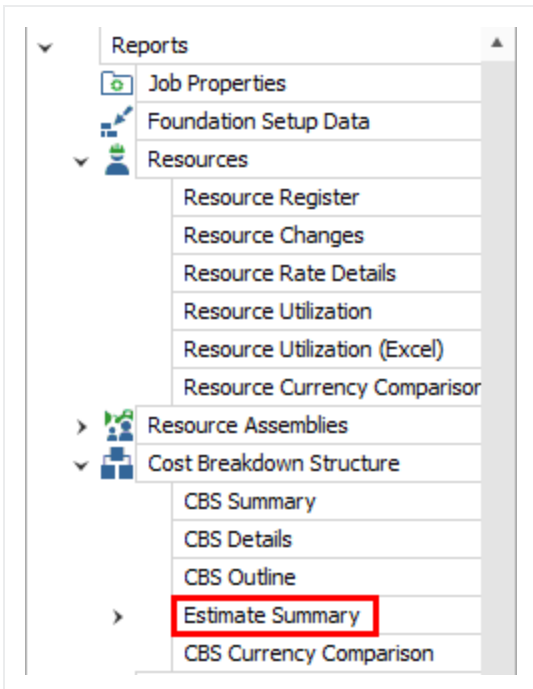 Reports
Job Properties
Foundation Setup Data
Resources
Resource Register
Resource Changes
Resource Rate Details
Resource Utilization
Resource Utilization (Excel)
Resource Currency Comparison
Resource Assemblies
Cost Breakdown Structure
CBS Summary
CBS Details
CBS Outline
Estimate Summary
CBS Currency Comparison